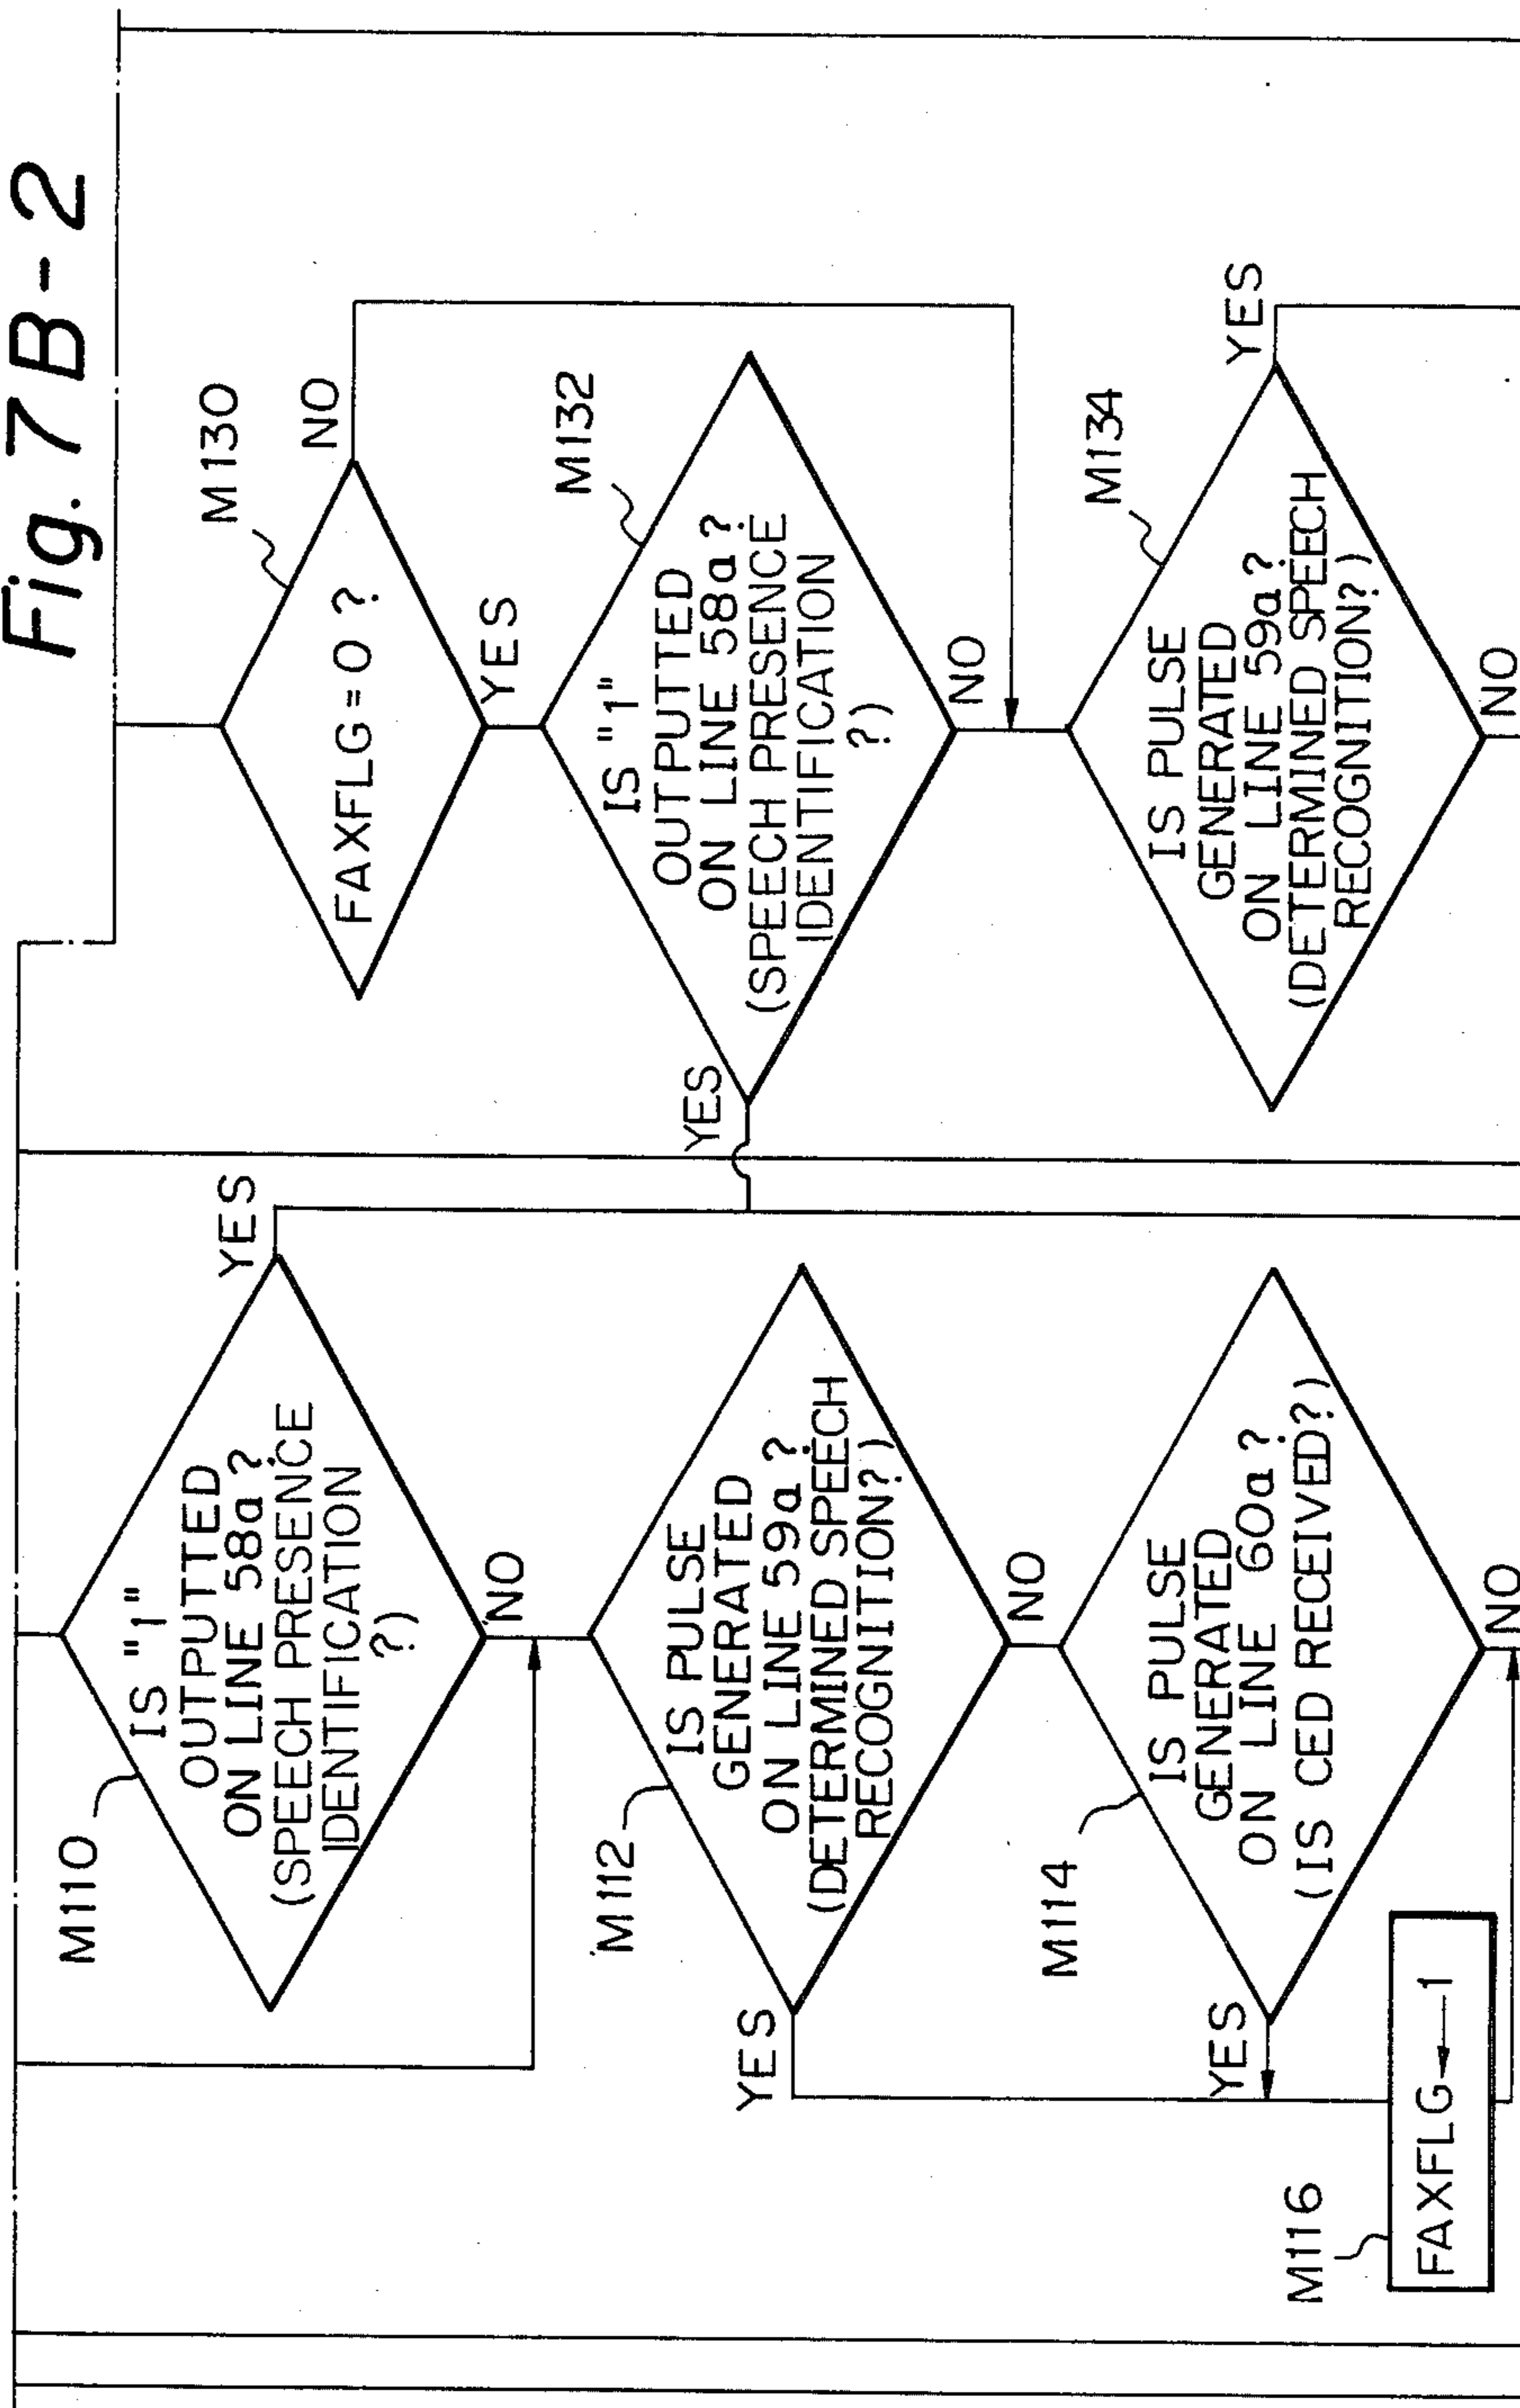 Fig. 7B-2
M110
IS "1"
OUTPUTTED
ON LINE 58a ?
(SPEECH PRESENCE
IDENTIFICATION
?)
YES
NO
M112
IS PULSE
GENERATED
ON LINE 59a ?
(DETERMINED SPEECH
RECOGNITION?)
YES
NO
M114
IS PULSE
GENERATED
ON LINE 60a ?
(IS CED RECEIVED?)
YES
NO
M116
FAXFLG←1
M130
FAXFLG = 0 ?
NO
YES
M132
IS "1"
OUTPUTTED
ON LINE 58a ?
(SPEECH PRESENCE
IDENTIFICATION
?)
YES
NO
M134
IS PULSE
GENERATED
ON LINE 59a ?
(DETERMINED SPEECH
RECOGNITION?)
YES
NO